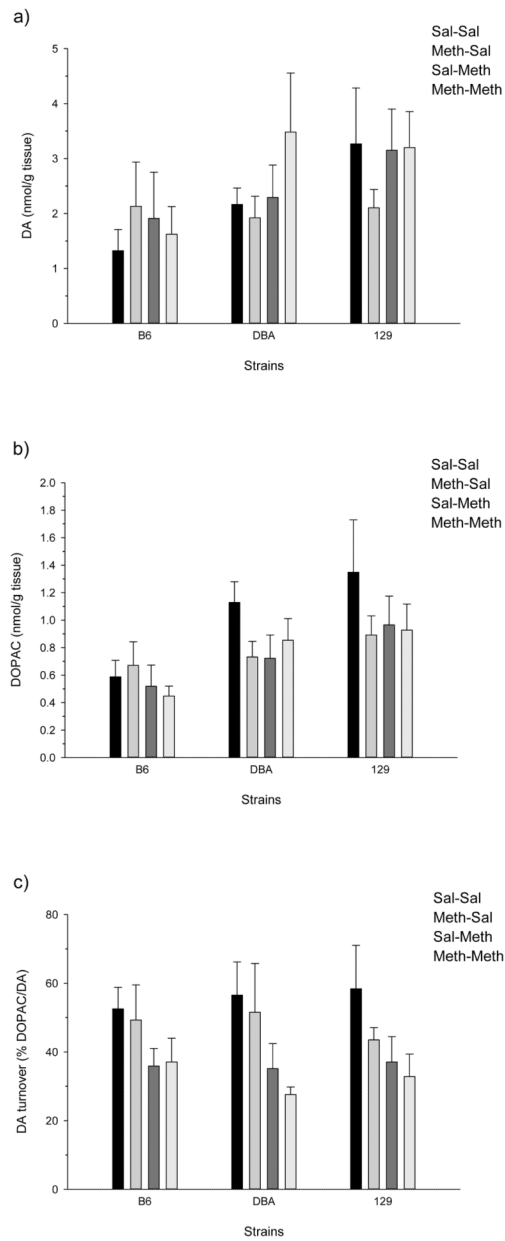 a)
Sal-Sal
Meth-Sal
Sal-Meth
Meth-Meth
5
4
3
2
1
0
DA (nmol/g tissue)
B6 DBA 129
Strains
b)
Sal-Sal
Meth-Sal
Sal-Meth
Meth-Meth
2.0
1.8
1.6
1.4
1.2
1.0
0.8
0.6
0.4
0.2
0.0
DOPAC (nmol/g tissue)
B6 DBA 129
Strains
c)
Sal-Sal
Meth-Sal
Sal-Meth
Meth-Meth
80
60
40
20
0
DA turnover (% DOPAC/DA)
B6 DBA 129
Strains